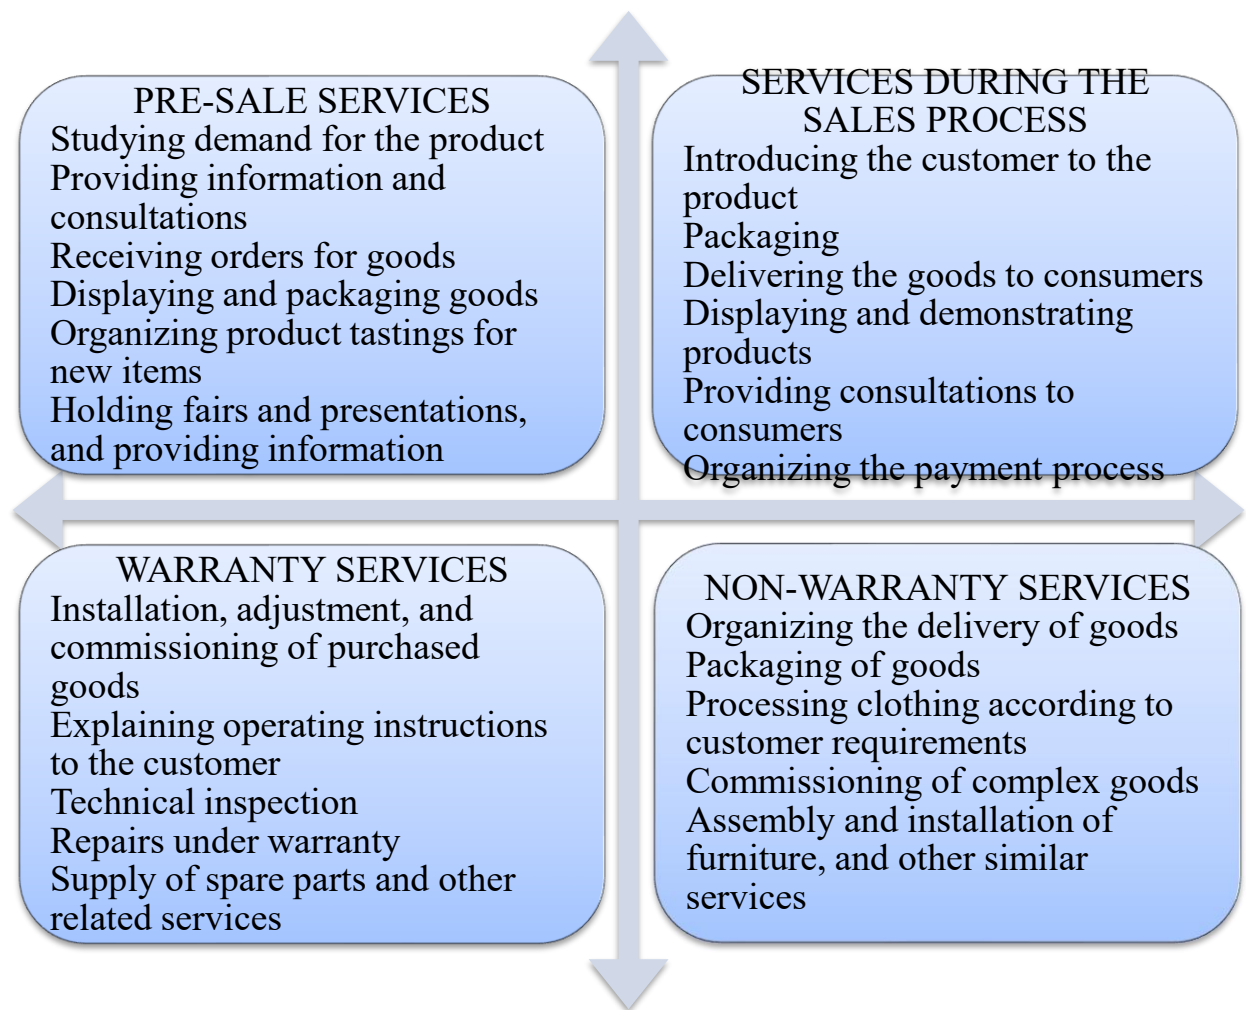 PRE-SALE SERVICES
Studying demand for the product
Providing information and
consultations
Receiving orders for goods
Displaying and packaging goods
Organizing product tastings for
new items
Holding fairs and presentations,
and providing information
SERVICES DURING THE
SALES PROCESS
Introducing the customer to the
product
Packaging
Delivering the goods to consumers
Displaying and demonstrating
products
Providing consultations to
consumers
Organizing the payment process
WARRANTY SERVICES
Installation, adjustment, and
commissioning of purchased
goods
Explaining operating instructions
to the customer
Technical inspection
Repairs under warranty
Supply of spare parts and other
related services
NON-WARRANTY SERVICES
Organizing the delivery of goods
Packaging of goods
Processing clothing according to
customer requirements
Commissioning of complex goods
Assembly and installation of
furniture, and other similar
services